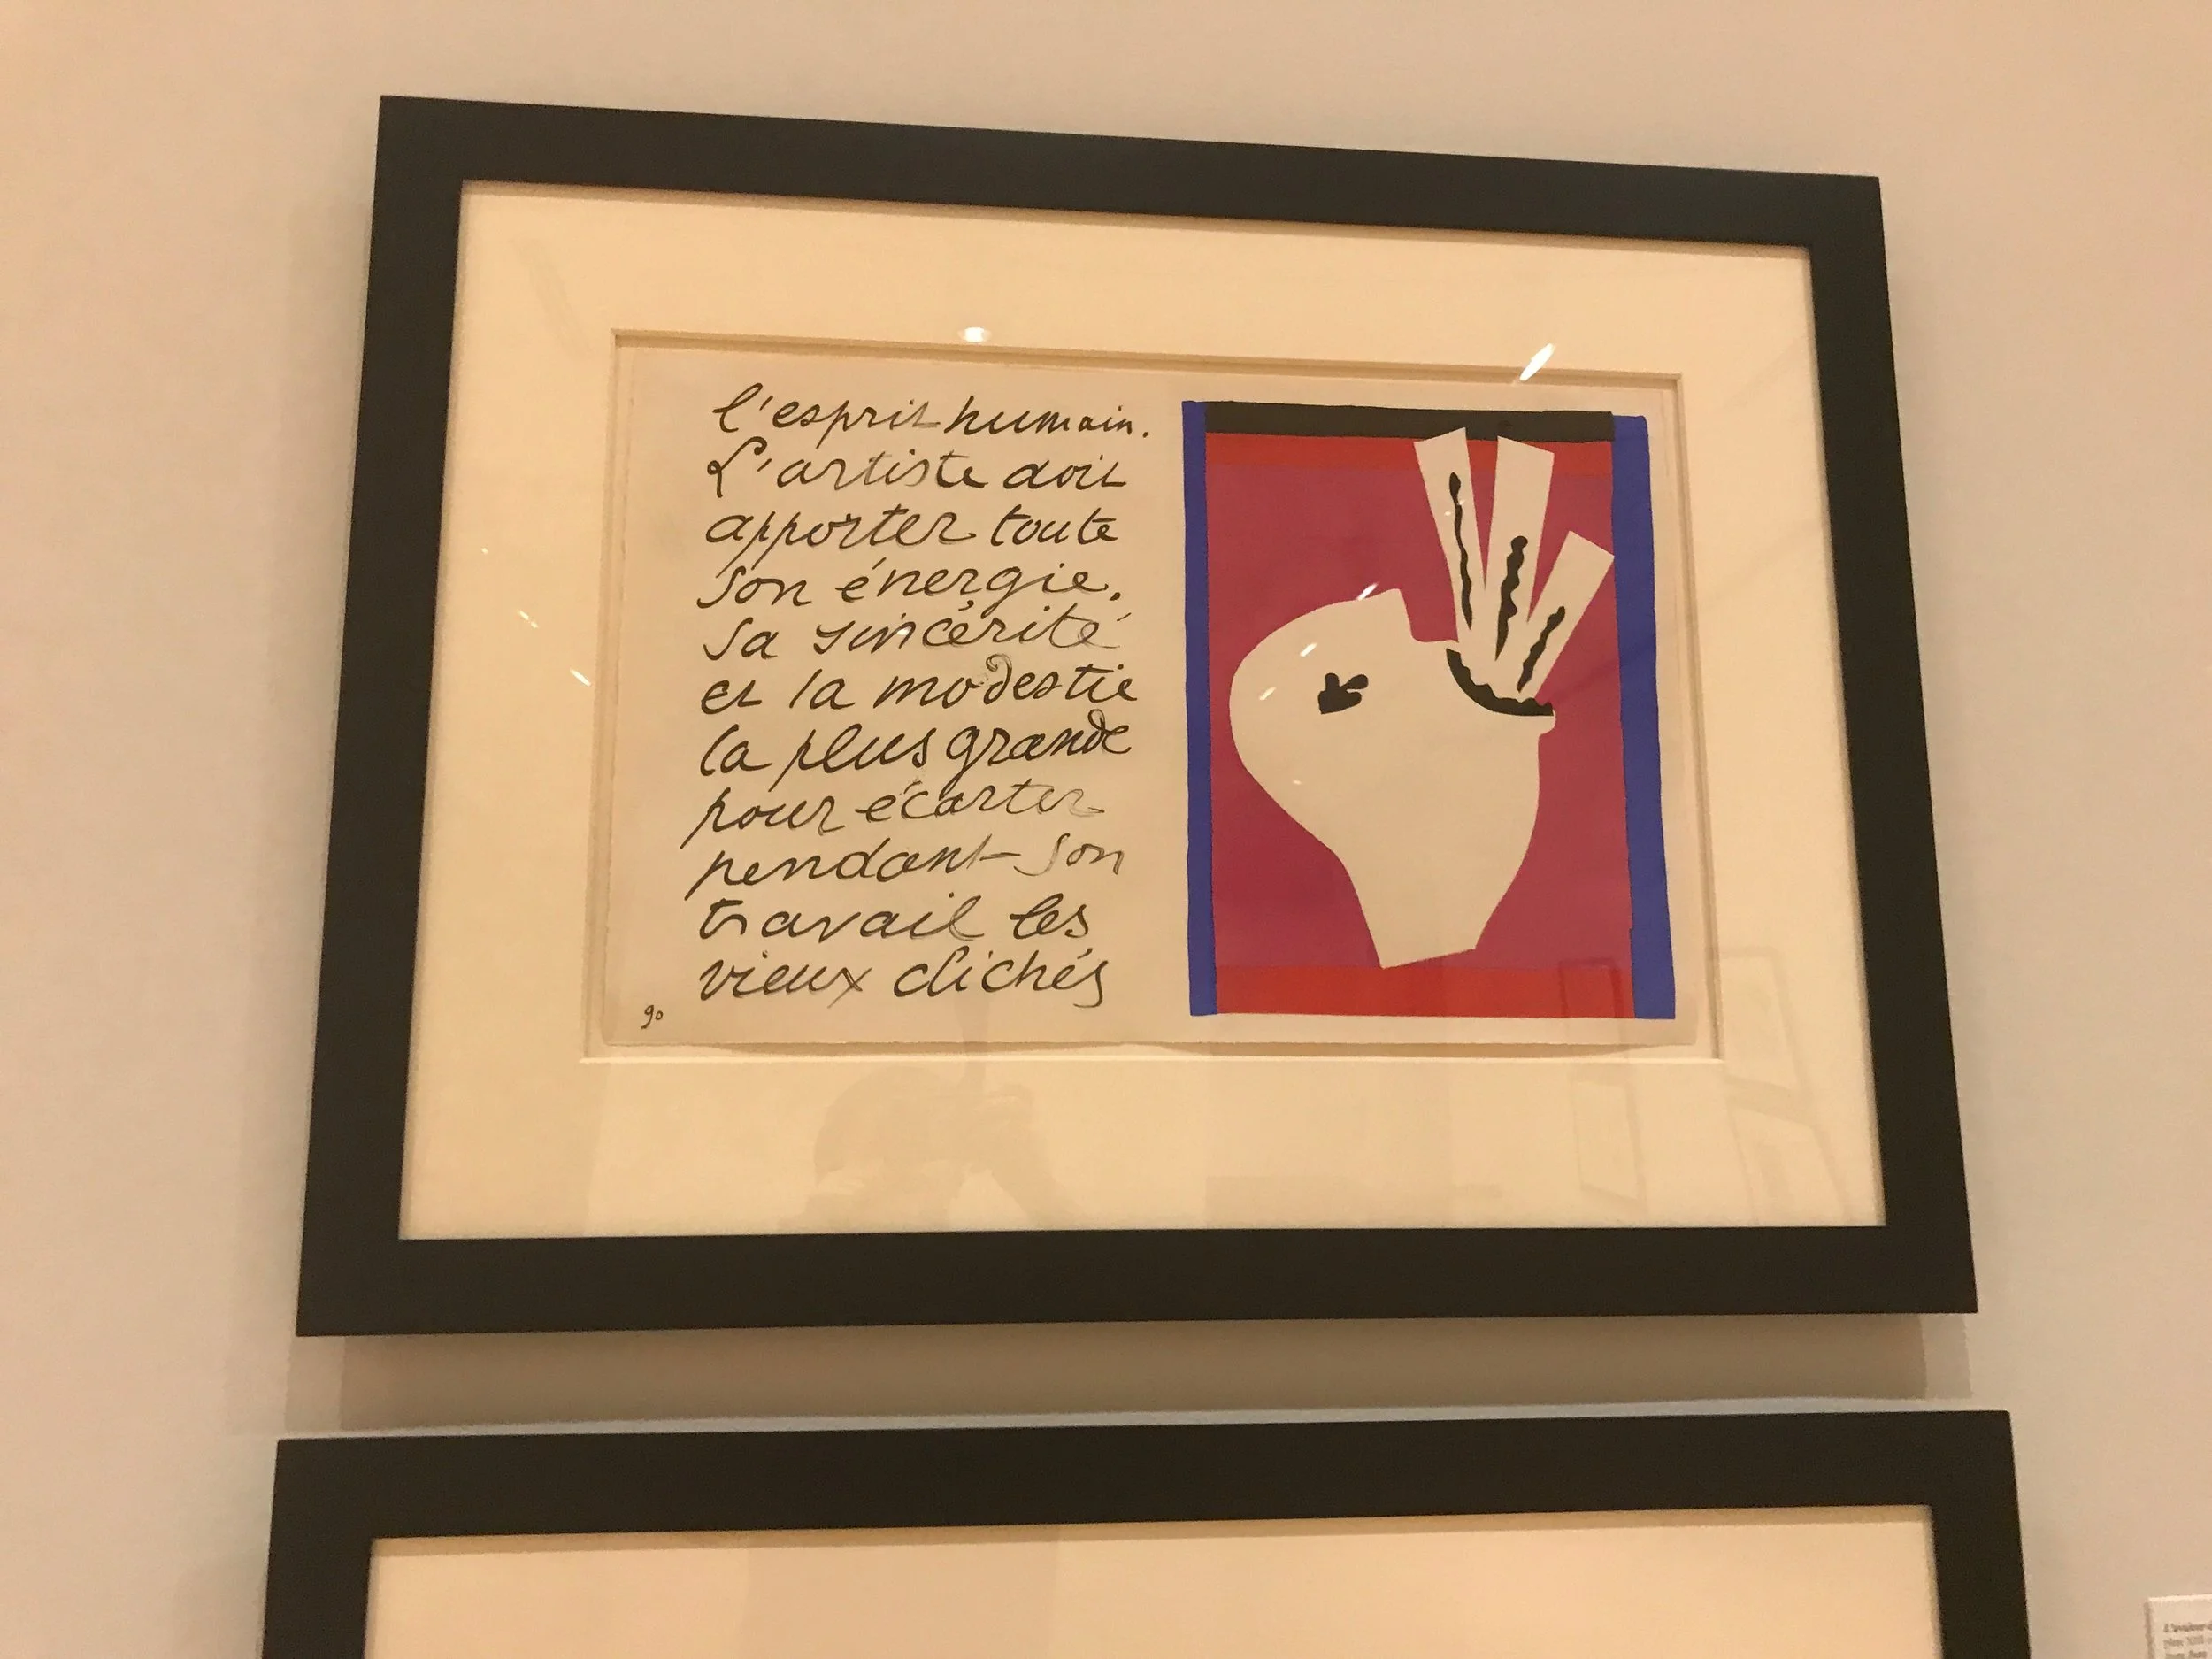 l'esprit humain.
L'artiste doit
apporter toute
son énergie,
sa sincérité
et la modestie
la plus grande
pour écarter
pendant son
travail les
vieux clichés
90